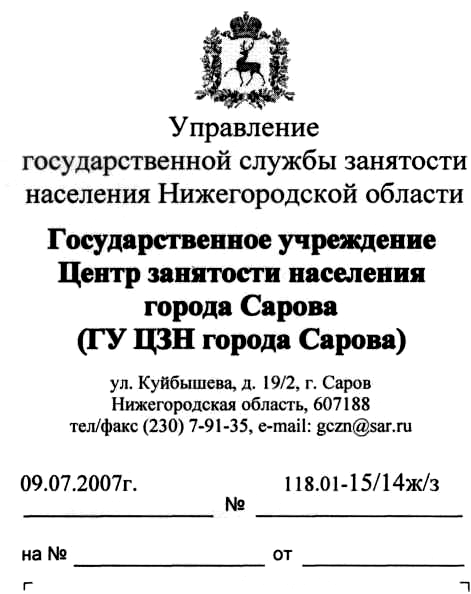 Управление
государственной службы занятости
населения Нижегородской области
Государственное учреждение
Центр занятости населения
города Сарова
(ГУ ЦЗН города Сарова)
ул. Куйбышева, д. 19/2, г. Саров
Нижегородская область, 607188
тел/факс (230) 7-91-35, e-mail: gczn@sar.ru
09.07.2007г. № 118.01-15/14ж/з
на № от